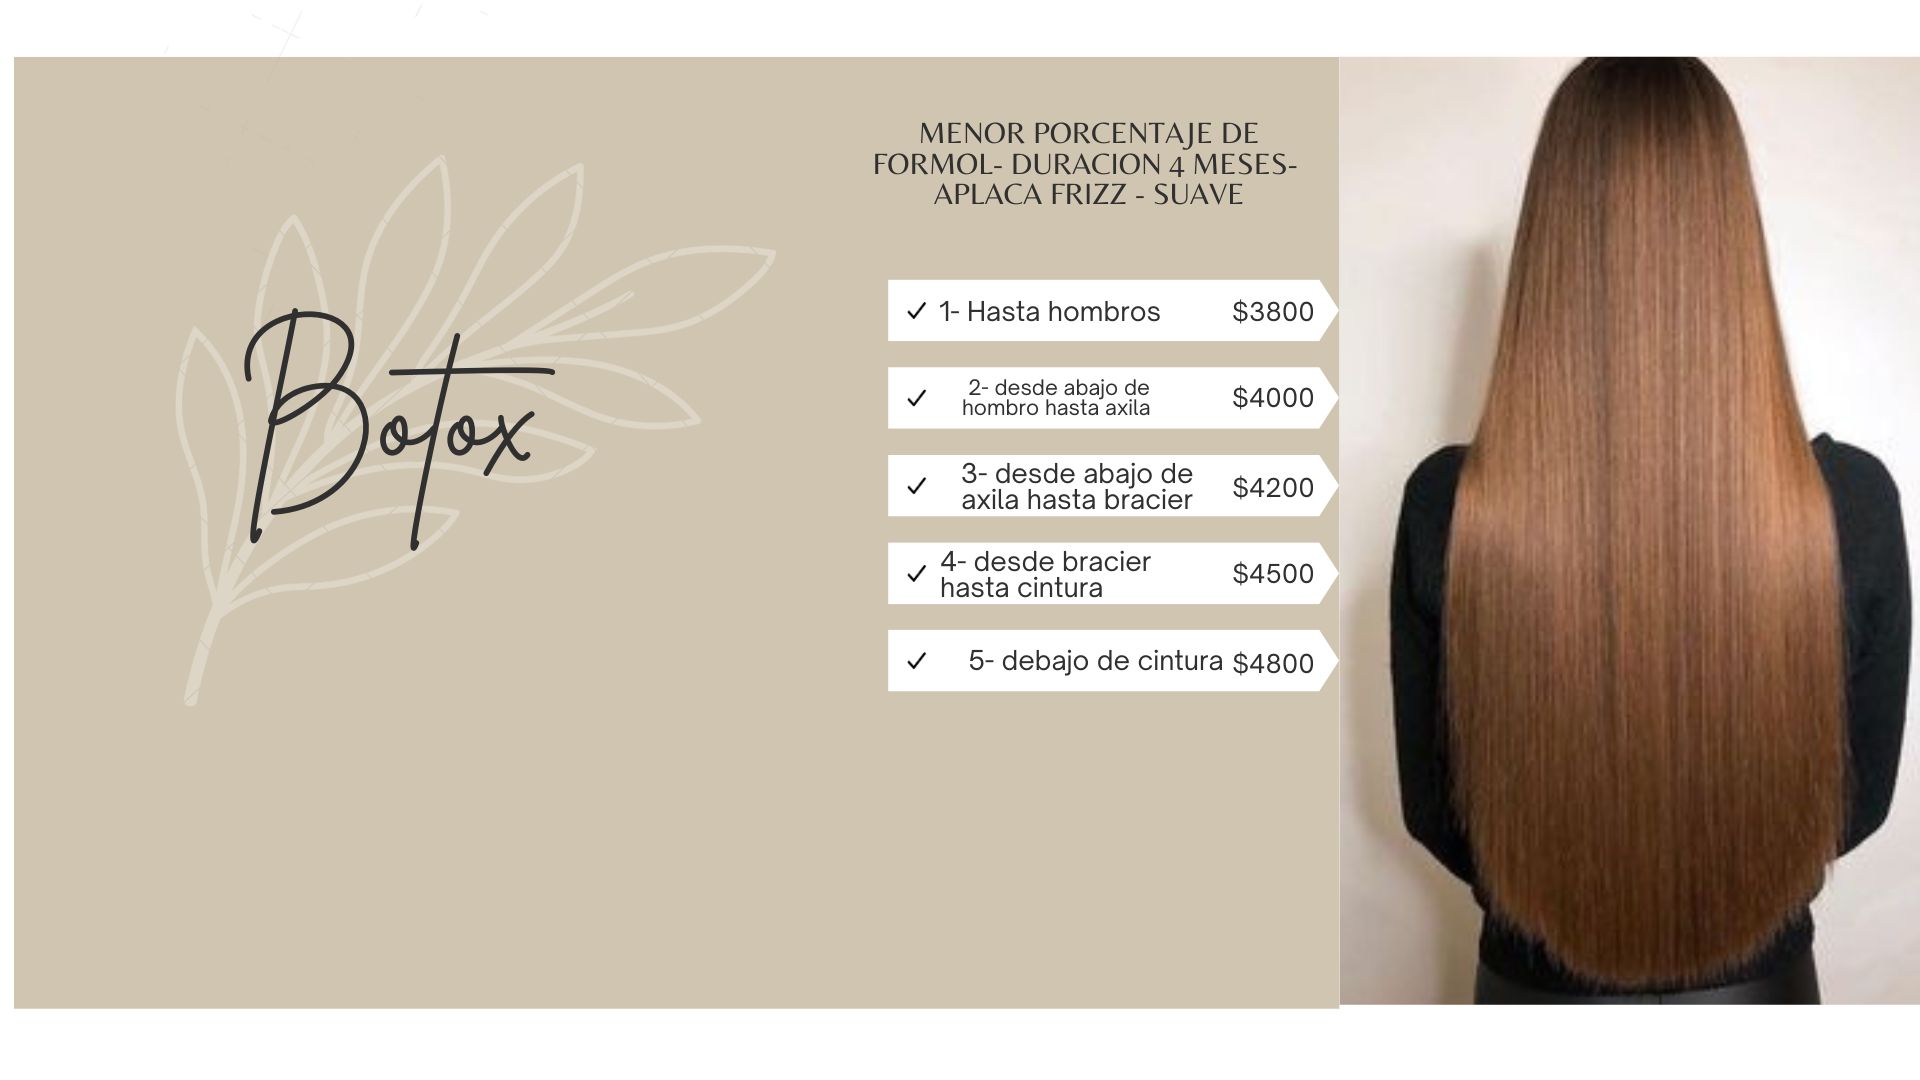 Botox
MENOR PORCENTAJE DE
FORMOL- DURACION 4 MESES-
APLACA FRIZZ - SUAVE
1- Hasta hombros $3800
2- desde abajo de
hombro hasta axila $4000
3- desde abajo de
axila hasta bracier $4200
4- desde bracier
hasta cintura $4500
5- debajo de cintura $4800